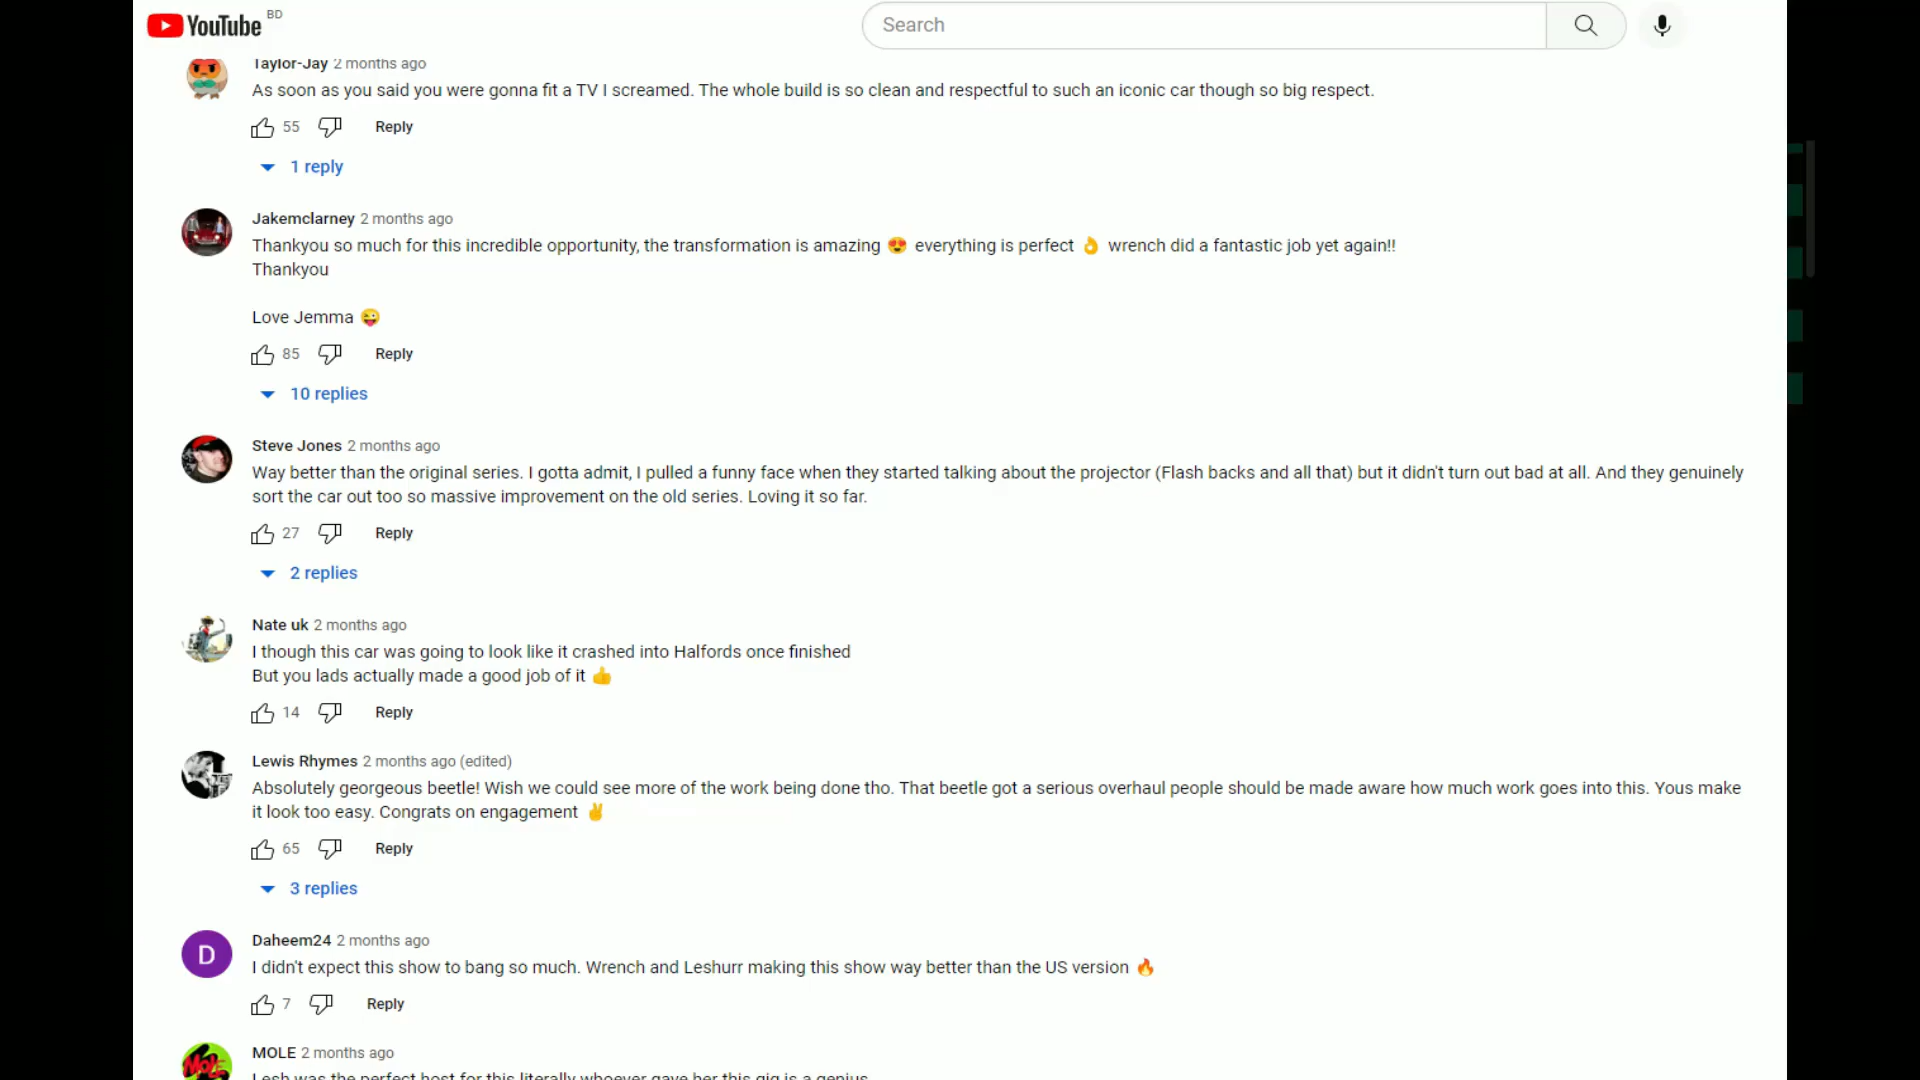 YouTube BD
Search
Taylor-Jay 2 months ago
As soon as you said you were gonna fit a TV I screamed. The whole build is so clean and respectful to such an iconic car though so big respect.
55 Reply
1 reply
Jakemclarney 2 months ago
Thankyou so much for this incredible opportunity, the transformation is amazing 😍 everything is perfect 👌 wrench did a fantastic job yet again!!
Thankyou
Love Jemma 😜
85 Reply
10 replies
Steve Jones 2 months ago
Way better than the original series. I gotta admit, I pulled a funny face when they started talking about the projector (Flash backs and all that) but it didn't turn out bad at all. And they genuinely
sort the car out too so massive improvement on the old series. Loving it so far.
27 Reply
2 replies
Nate uk 2 months ago
I though this car was going to look like it crashed into Halfords once finished
But you lads actually made a good job of it 👍
14 Reply
Lewis Rhymes 2 months ago (edited)
Absolutely georgeous beetle! Wish we could see more of the work being done tho. That beetle got a serious overhaul people should be made aware how much work goes into this. Yous make
it look too easy. Congrats on engagement ✌️
65 Reply
3 replies
D
Daheem24 2 months ago
I didn't expect this show to bang so much. Wrench and Leshurr making this show way better than the US version 🔥
7 Reply
MOLE
MOLE 2 months ago
Lesh was the perfect host for this literally whoever gave her this gig is a genius